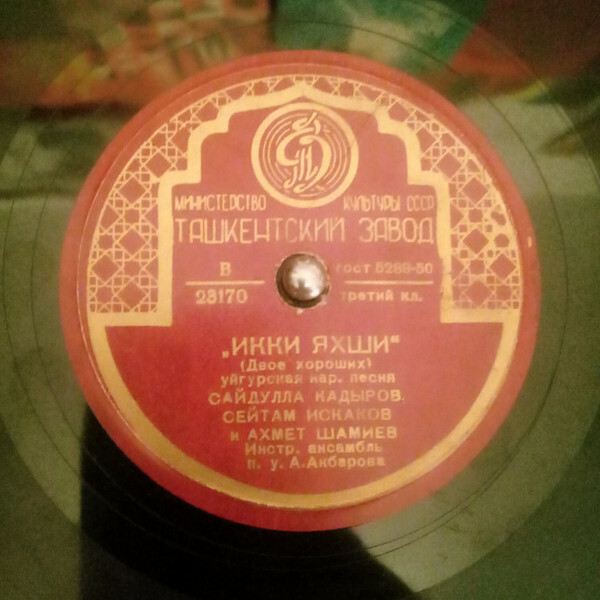 МИНИСТЕРСТВО КУЛЬТУРЫ СССР
ТАШКЕНТСКИЙ ЗАВОД
В ГОСТ 5289-50
23170 третий кл.
„ИККИ ЯХШИ“
(Двое хороших)
уйгурская нар. песня
САЙДУЛЛА КАДЫРОВ,
СЕЙТАМ ИСКАКОВ
и АХМЕТ ШАМИЕВ
Инстр. ансамбль
п. у. А. Акбарова